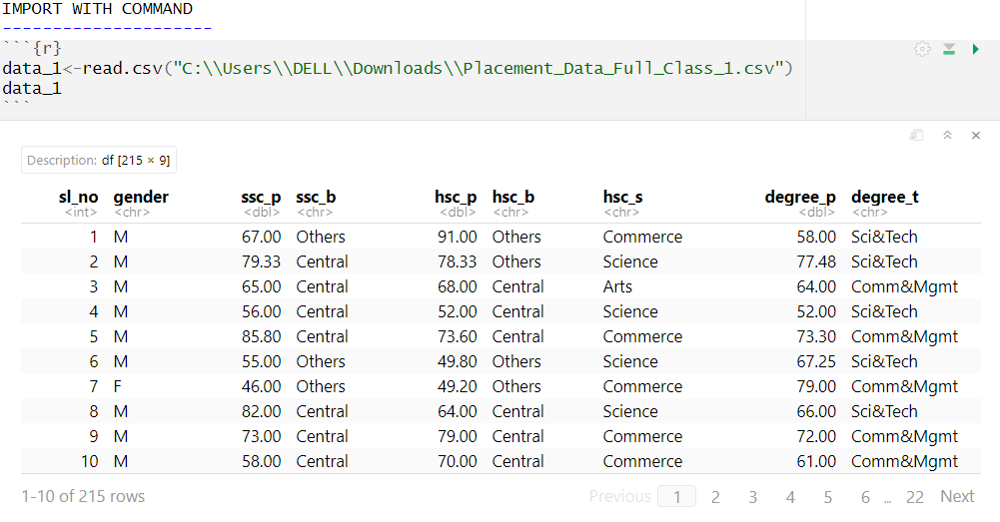 IMPORT WITH COMMAND
---------------------
```{r}
data_1<-read.csv("C:\\Users\\DELL\\Downloads\\Placement_Data_Full_Class_1.csv")
data_1
```
Description: df [215 × 9]
sl_no gender ssc_p ssc_b hsc_p hsc_b hsc_s degree_p degree_t
<int> <chr> <dbl> <chr> <dbl> <chr> <chr> <dbl> <chr>
1 M 67.00 Others 91.00 Others Commerce 58.00 Sci&Tech
2 M 79.33 Central 78.33 Others Science 77.48 Sci&Tech
3 M 65.00 Central 68.00 Central Arts 64.00 Comm&Mgmt
4 M 56.00 Central 52.00 Central Science 52.00 Sci&Tech
5 M 85.80 Central 73.60 Central Commerce 73.30 Comm&Mgmt
6 M 55.00 Others 49.80 Others Science 67.25 Sci&Tech
7 F 46.00 Others 49.20 Others Commerce 79.00 Comm&Mgmt
8 M 82.00 Central 64.00 Central Science 66.00 Sci&Tech
9 M 73.00 Central 79.00 Central Commerce 72.00 Comm&Mgmt
10 M 58.00 Central 70.00 Central Commerce 61.00 Comm&Mgmt
1-10 of 215 rows Previous 1 2 3 4 5 6 ... 22 Next